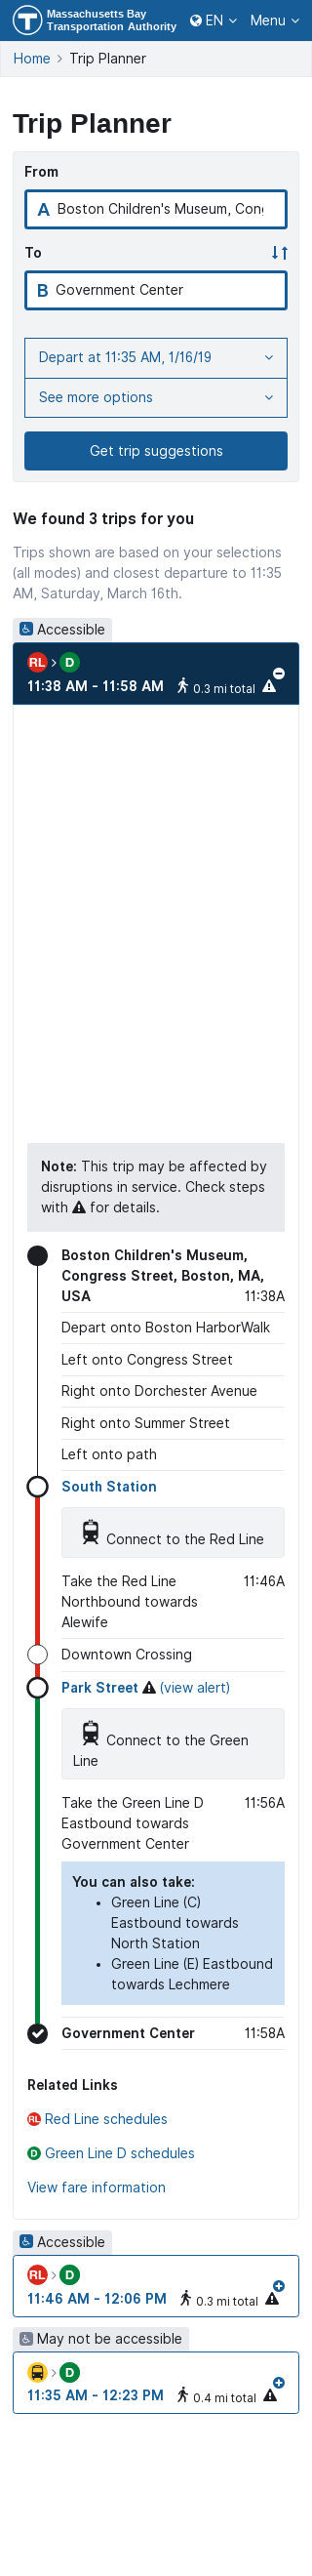 Massachusetts Bay
Transportation Authority
EN
Menu
Home > Trip Planner
Trip Planner
From
A Boston Children's Museum, Con
To
B Government Center
Depart at 11:35 AM, 1/16/19
See more options
Get trip suggestions
We found 3 trips for you
Trips shown are based on your selections
(all modes) and closest departure to 11:35
AM, Saturday, March 16th.
Accessible
RL > D
11:38 AM - 11:58 AM 0.3 mi total
Note: This trip may be affected by
disruptions in service. Check steps
with for details.
Boston Children's Museum,
Congress Street, Boston, MA,
USA 11:38A
Depart onto Boston HarborWalk
Left onto Congress Street
Right onto Dorchester Avenue
Right onto Summer Street
Left onto path
South Station
Connect to the Red Line
Take the Red Line 11:46A
Northbound towards
Alewife
Downtown Crossing
Park Street (view alert)
Connect to the Green
Line
Take the Green Line D 11:56A
Eastbound towards
Government Center
You can also take:
• Green Line (C)
Eastbound towards
North Station
• Green Line (E) Eastbound
towards Lechmere
Government Center 11:58A
Related Links
RL Red Line schedules
D Green Line D schedules
View fare information
Accessible
RL > D
11:46 AM - 12:06 PM 0.3 mi total
May not be accessible
> D
11:35 AM - 12:23 PM 0.4 mi total